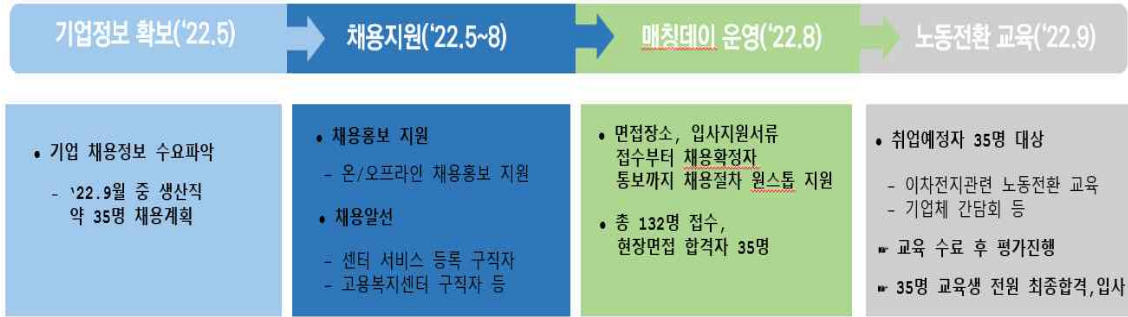 기업정보 확보('22.5)
채용지원('22.5~8)
매칭데이 운영('22.8)
노동전환 교육('22.9)
• 기업 채용정보 수요파악
- '22.9월 중 생산직
약 35명 채용계획
• 채용홍보 지원
- 온/오프라인 채용홍보 지원
• 채용알선
- 센터 서비스 등록 구직자
- 고용복지센터 구직자 등
• 면접장소, 입사지원서류
접수부터 채용확정자
통보까지 채용절차 원스톱 지원
• 총 132명 접수,
현장면접 합격자 35명
• 취업예정자 35명 대상
- 이차전지관련 노동전환 교육
- 기업체 간담회 등
☞ 교육 수료 후 평가진행
☞ 35명 교육생 전원 최종합격,입사